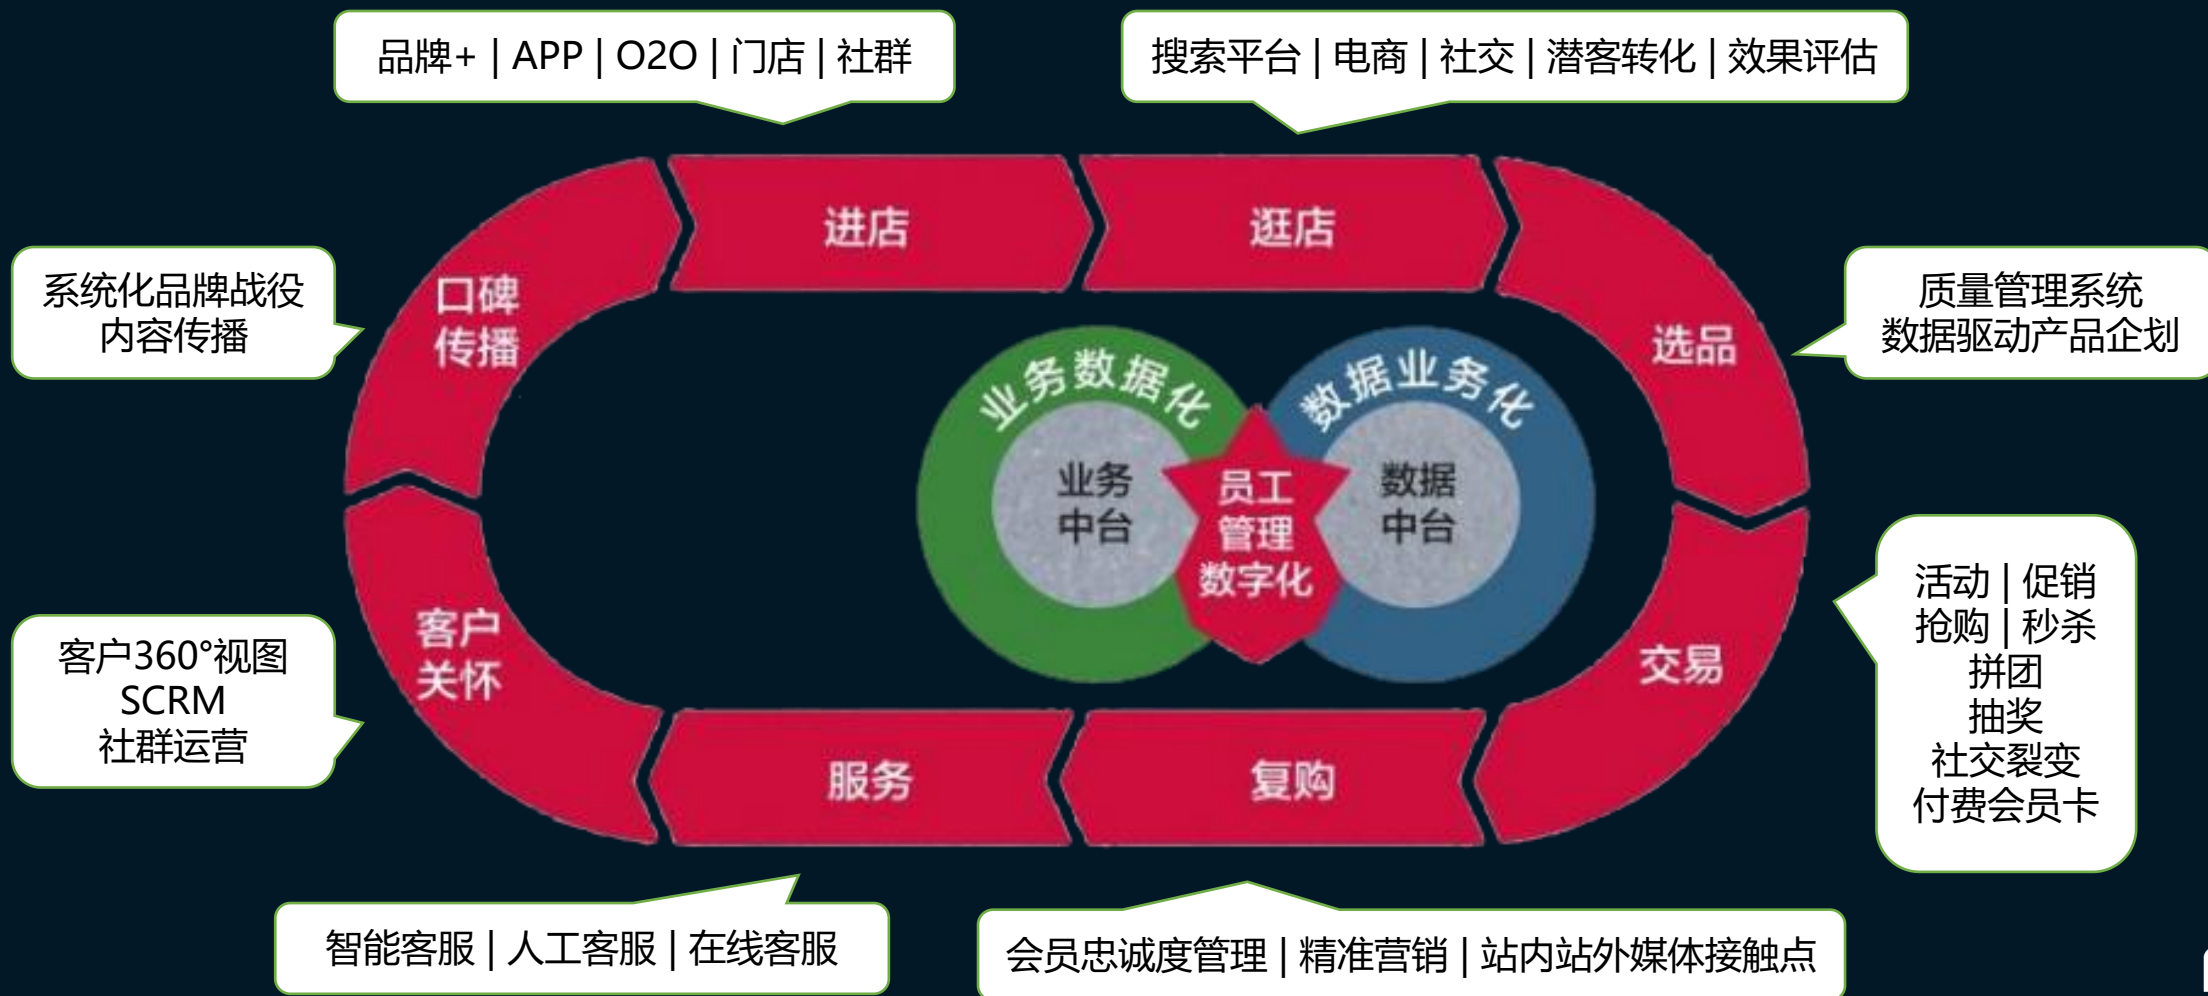 品牌+ | APP | O2O | 门店 | 社群
搜索平台 | 电商 | 社交 | 潜客转化 | 效果评估
进店
逛店
口碑
传播
系统化品牌战役
内容传播
选品
质量管理系统
数据驱动产品企划
业务数据化
数据业务化
业务
中台
员工
管理
数字化
数据
中台
客户
关怀
客户360°视图
SCRM
社群运营
交易
活动 | 促销
抢购 | 秒杀
拼团
抽奖
社交裂变
付费会员卡
服务
复购
智能客服 | 人工客服 | 在线客服
会员忠诚度管理 | 精准营销 | 站内站外媒体接触点